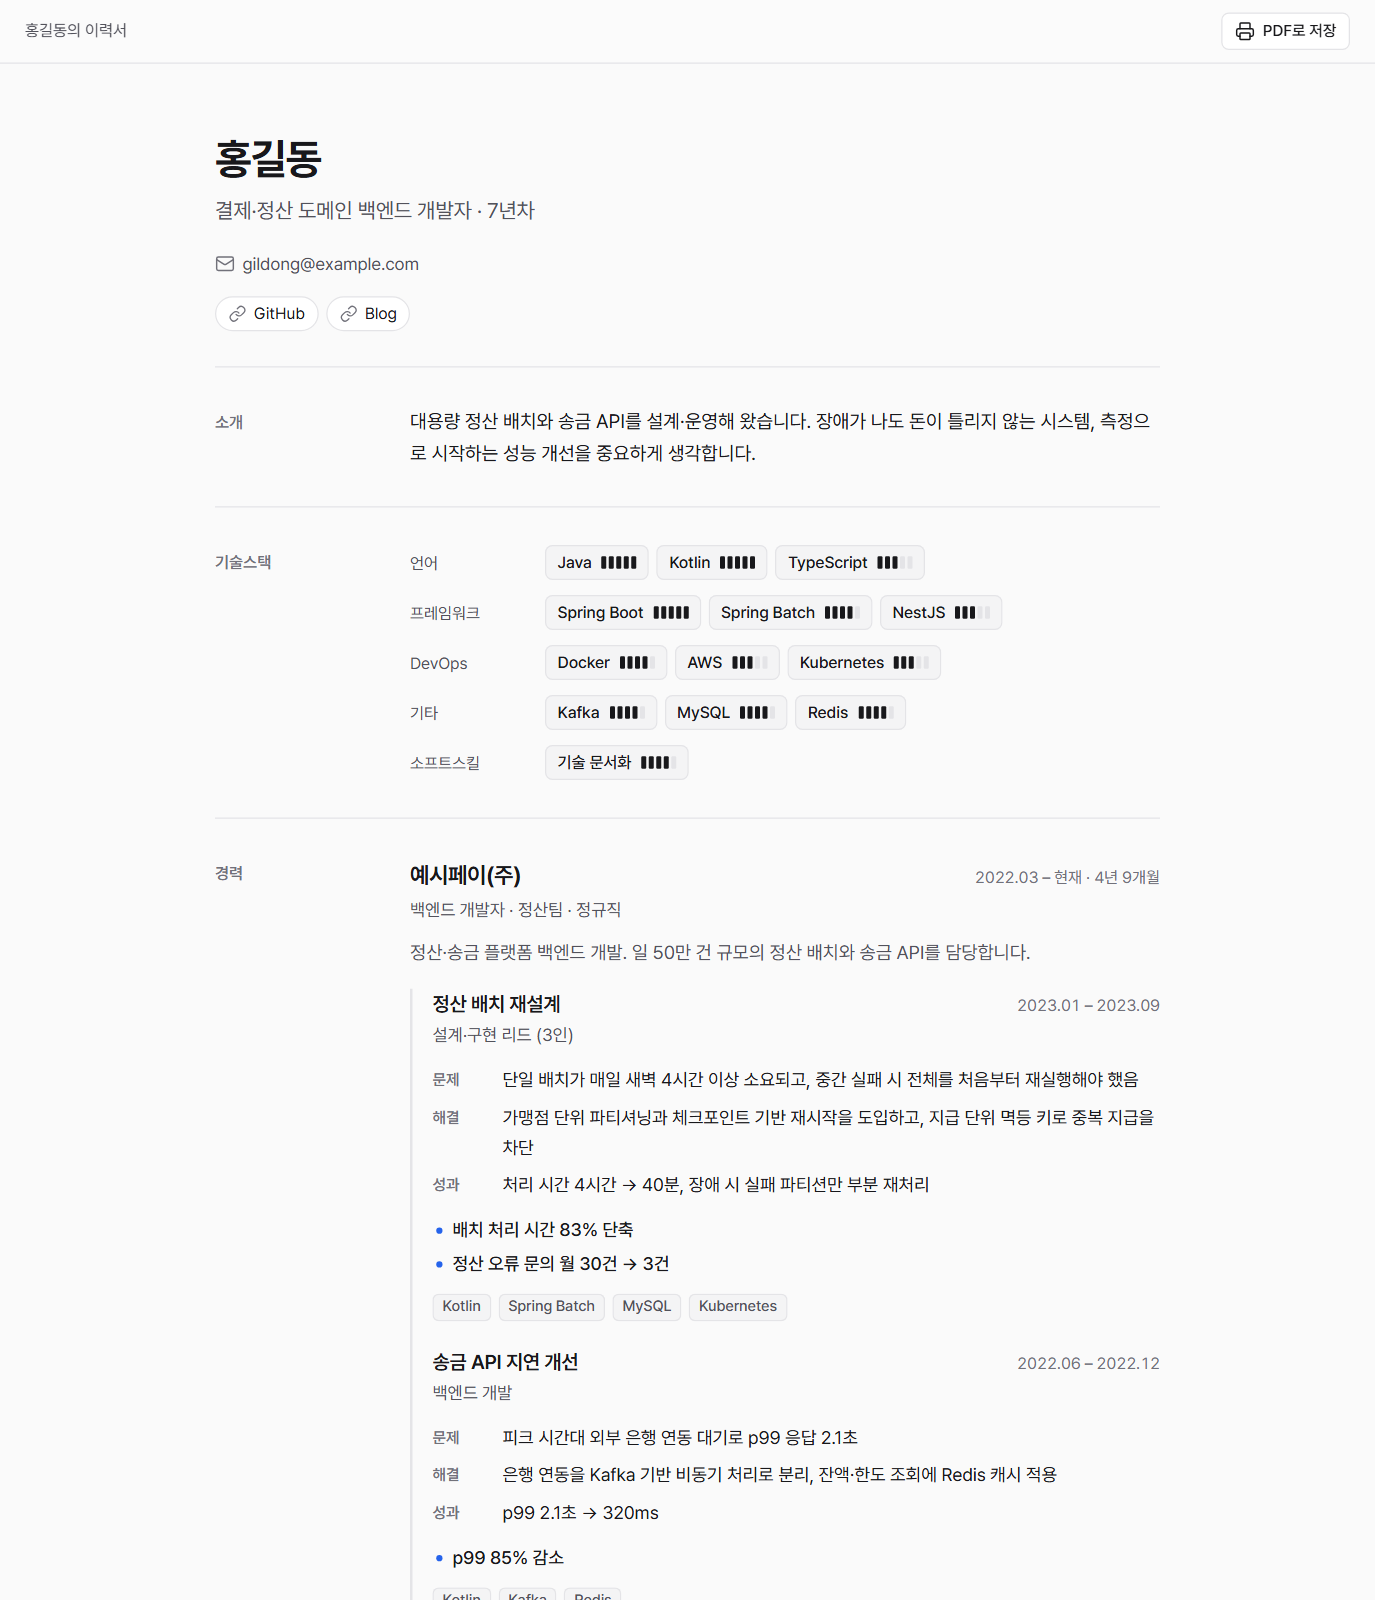 홍길동의 이력서
PDF로 저장
홍길동
결제·정산 도메인 백엔드 개발자 · 7년차
gildong@example.com
GitHub
Blog
소개
대용량 정산 배치와 송금 API를 설계·운영해 왔습니다. 장애가 나도 돈이 틀리지 않는 시스템, 측정으
로 시작하는 성능 개선을 중요하게 생각합니다.
기술스택
언어
Java
Kotlin
TypeScript
프레임워크
Spring Boot
Spring Batch
NestJS
DevOps
Docker
AWS
Kubernetes
기타
Kafka
MySQL
Redis
소프트스킬
기술 문서화
경력
예시페이(주)
2022.03 – 현재 · 4년 9개월
백엔드 개발자 · 정산팀 · 정규직
정산·송금 플랫폼 백엔드 개발. 일 50만 건 규모의 정산 배치와 송금 API를 담당합니다.
정산 배치 재설계
2023.01 – 2023.09
설계·구현 리드 (3인)
문제
단일 배치가 매일 새벽 4시간 이상 소요되고, 중간 실패 시 전체를 처음부터 재실행해야 했음
해결
가맹점 단위 파티셔닝과 체크포인트 기반 재시작을 도입하고, 지급 단위 멱등 키로 중복 지급을
차단
성과
처리 시간 4시간 → 40분, 장애 시 실패 파티션만 부분 재처리
배치 처리 시간 83% 단축
정산 오류 문의 월 30건 → 3건
Kotlin
Spring Batch
MySQL
Kubernetes
송금 API 지연 개선
2022.06 – 2022.12
백엔드 개발
문제
피크 시간대 외부 은행 연동 대기로 p99 응답 2.1초
해결
은행 연동을 Kafka 기반 비동기 처리로 분리, 잔액·한도 조회에 Redis 캐시 적용
성과
p99 2.1초 → 320ms
p99 85% 감소
Kotlin
Kafka
Redis